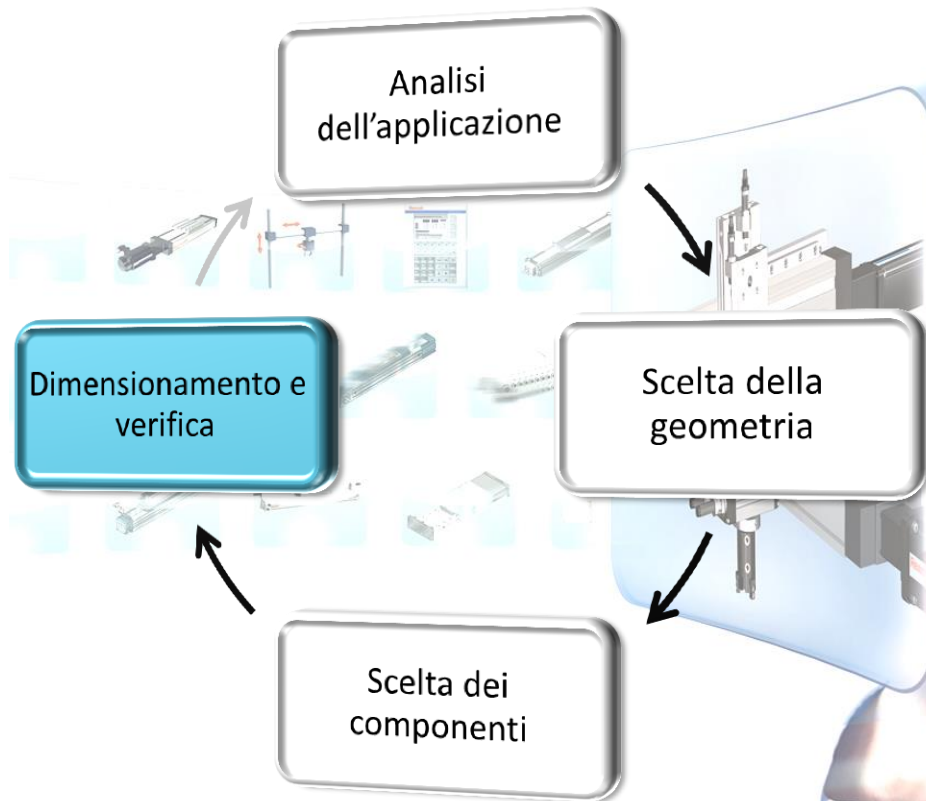 Analisi
dell’applicazione
Dimensionamento e
verifica
Scelta della
geometria
Scelta dei
componenti